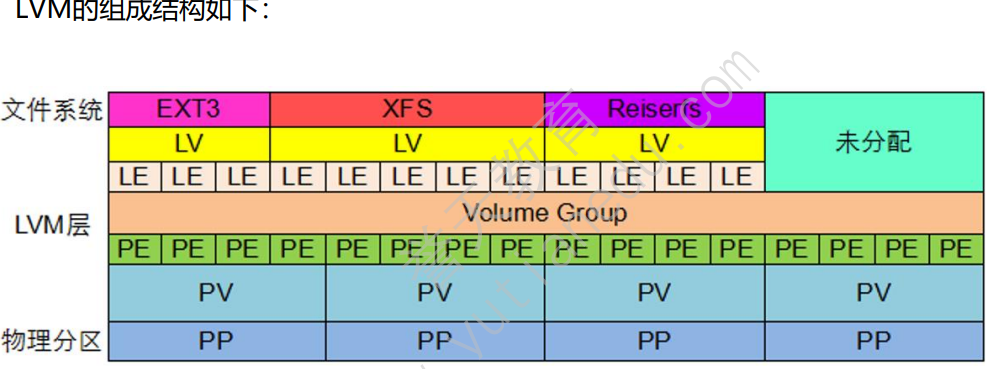 LVM的组成结构如下：
文件系统 EXT3 XFS Reiserfs 未分配
LV LV LV
LE LE LE LE LE LE LE LE LE LE LE LE
LVM层 Volume Group
PE PE PE PE PE PE PE PE PE PE PE PE PE PE PE PE
PV PV PV PV
物理分区 PP PP PP PP
誉天教育
yutianedu.com